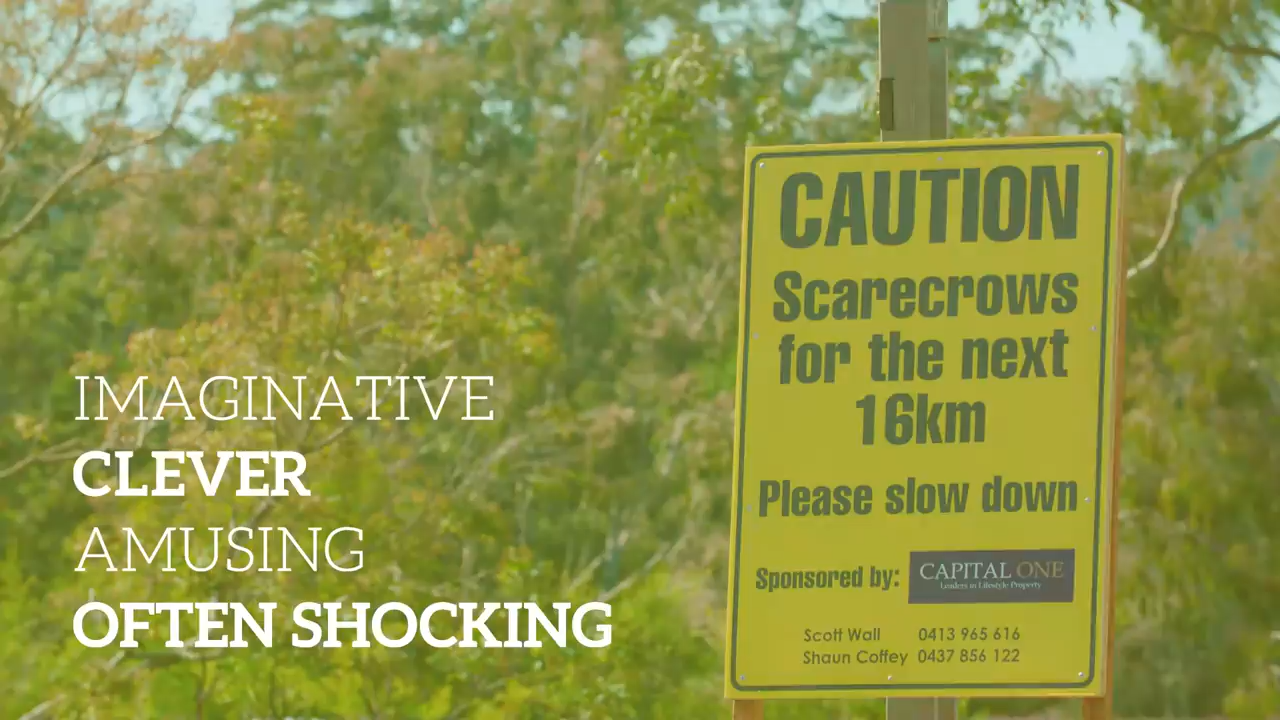 IMAGINATIVE
CLEVER
AMUSING
OFTEN SHOCKING
CAUTION
Scarecrows
for the next
16km
Please slow down
Sponsored by:
CAPITAL ONE
Leaders in Lifestyle Property
Scott Wall 0413 965 616
Shaun Coffey 0437 856 122